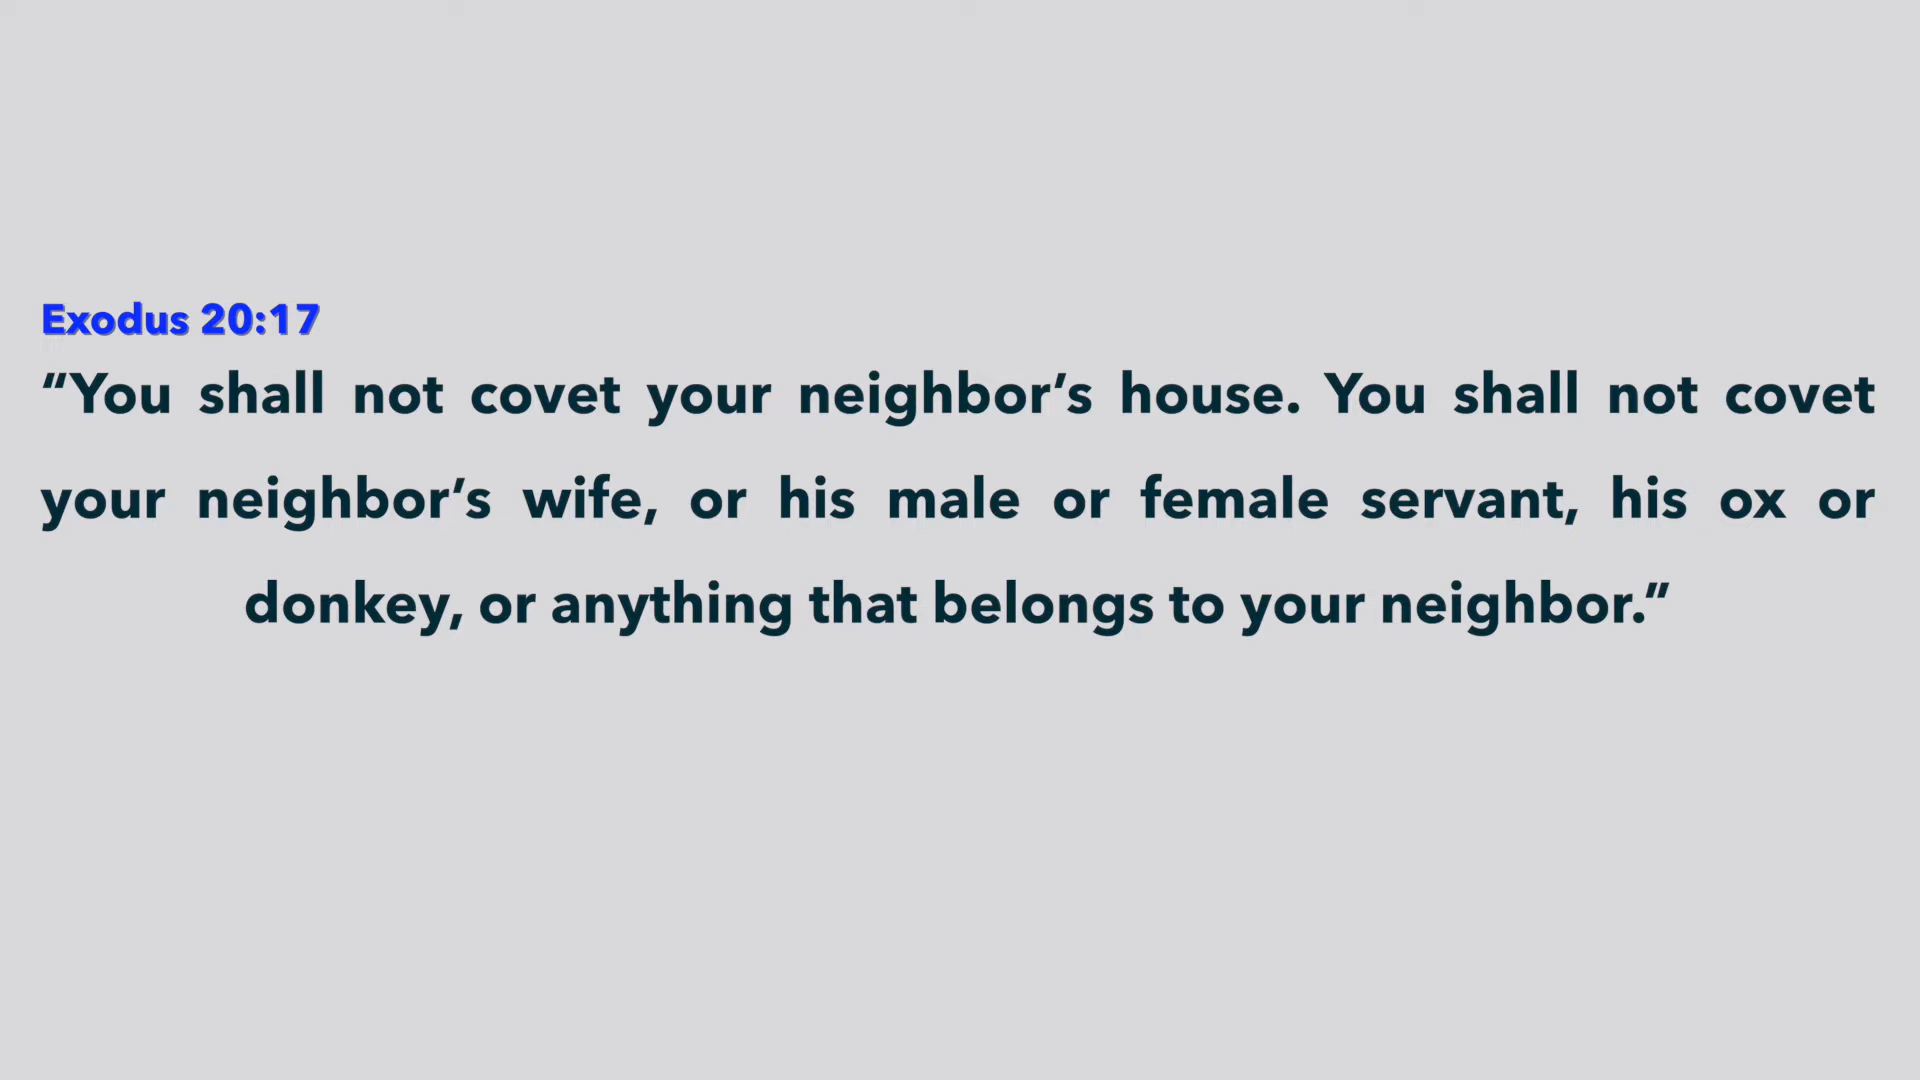 Exodus 20:17
“You shall not covet your neighbor’s house. You shall not covet
your neighbor’s wife, or his male or female servant, his ox or
donkey, or anything that belongs to your neighbor.”